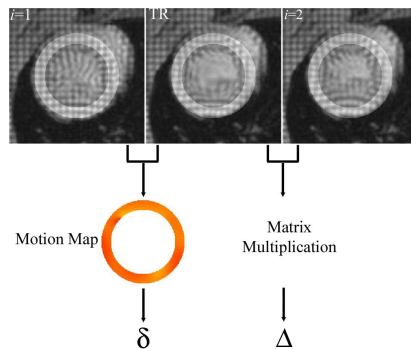 i=1
TR
i=2
Motion Map
Matrix
Multiplication
δ
Δ